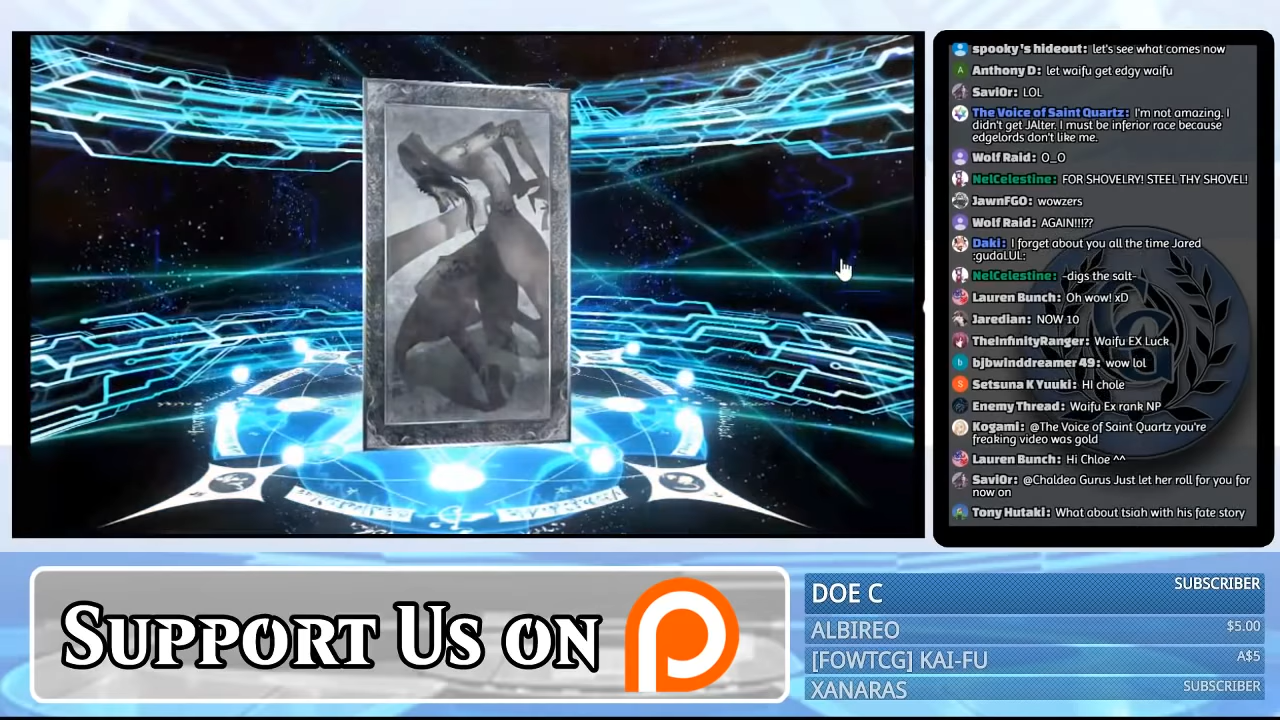 spooky's hideout: let's see what comes now
Anthony D: let waifu get edgy waifu
Savi0r: LOL
The Voice of Saint Quartz: I'm not amazing. I
didn't get JAlter. I must be inferior race because
edgelords don't like me.
Wolf Raid: O_O
NelCelestine: FOR SHOVELRY! STEEL THY SHOVEL!
JawnFGO: wowzers
Wolf Raid: AGAIN!!!??
Daki: I forget about you all the time Jared
:gudaLUL:
NelCelestine: -digs the salt-
Lauren Bunch: Oh wow! xD
Jaredian: NOW 10
TheInfinityRanger: Waifu EX Luck
bjbwinddreamer49: wow lol
Setsuna K Yuuki: HI chole
Enemy Thread: Waifu Ex rank NP
Kogami: @The Voice of Saint Quartz you're
freaking video was gold
Lauren Bunch: Hi Chloe ^^
Savi0r: @Chaldea Gurus Just let her roll for you for
now on
Tony Hutaki: What about tsiah with his fate story
Support Us on
DOE C SUBSCRIBER
ALBIREO $5.00
[FOWTCG] KAI-FU A$5
XANARAS SUBSCRIBER